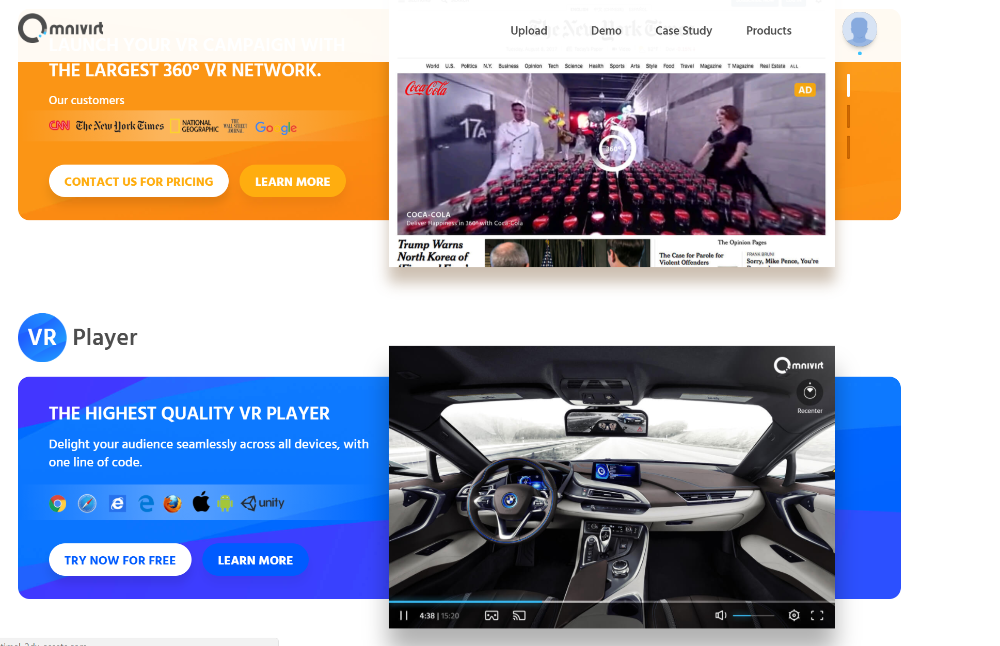 Omnivirt
Upload Demo Case Study Products
LAUNCH YOUR VR CAMPAIGN WITH
THE LARGEST 360° VR NETWORK.
Our customers
CNN The New York Times NATIONAL GEOGRAPHIC THE WALL STREET JOURNAL Google
CONTACT US FOR PRICING LEARN MORE
The New York Times
World U.S. Politics N.Y. Business Opinion Tech Science Health Sports Arts Style Food Travel Magazine T Magazine Real Estate ALL
Coca-Cola
AD
17A
360°
COCA-COLA
Deliver Happiness in 360° with Coca-Cola
Trump Warns
North Korea of
The Opinion Pages
The Case for Parole for
Violent Offenders
FRANK BRUNI
Sorry, Mike Pence, You're
VR Player
THE HIGHEST QUALITY VR PLAYER
Delight your audience seamlessly across all devices, with
one line of code.
unity
TRY NOW FOR FREE LEARN MORE
Omnivirt
Recenter
4:38 | 15:20